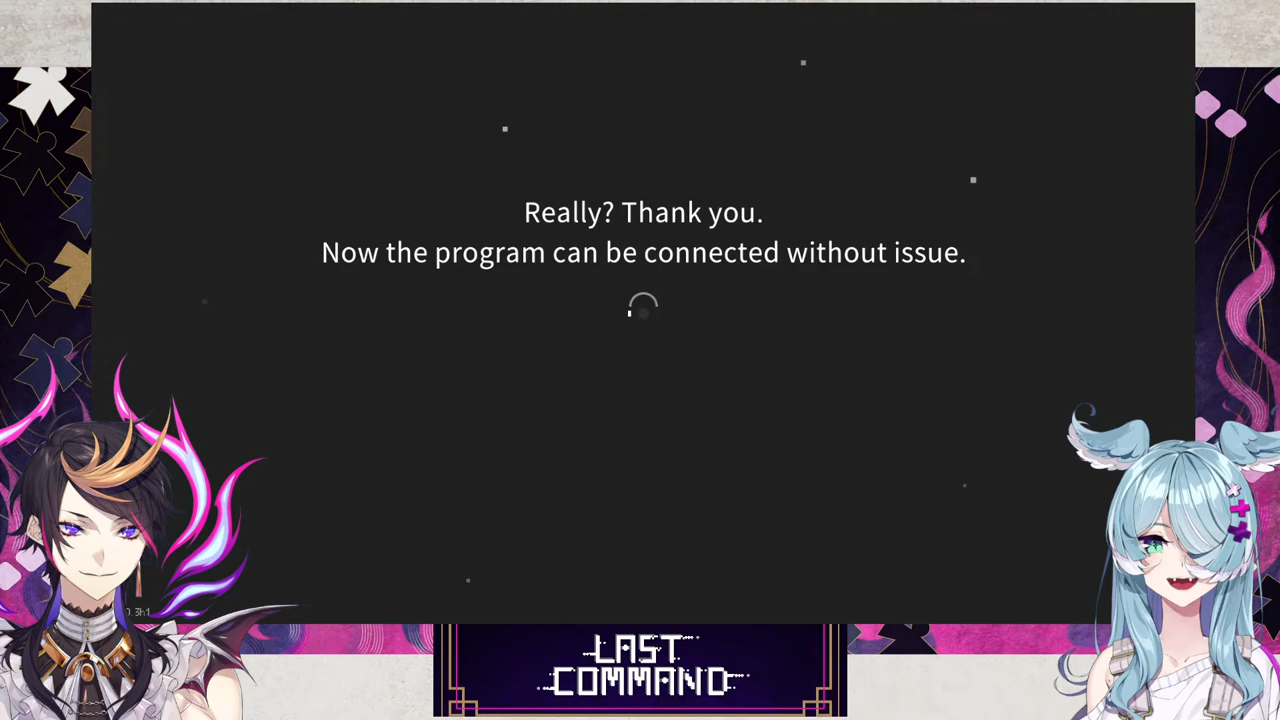 Really? Thank you.
Now the program can be connected without issue.
LAST
COMMAND